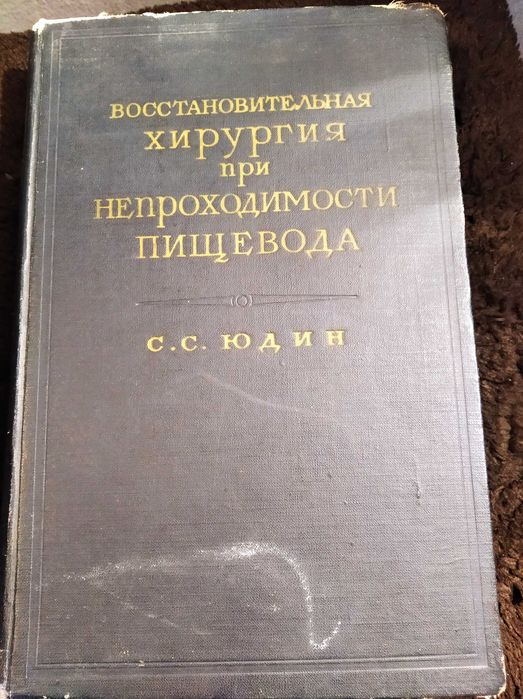 ВОССТАНОВИТЕЛЬНАЯ
ХИРУРГИЯ
при
НЕПРОХОДИМОСТИ
ПИЩЕВОДА
С.С. ЮДИН